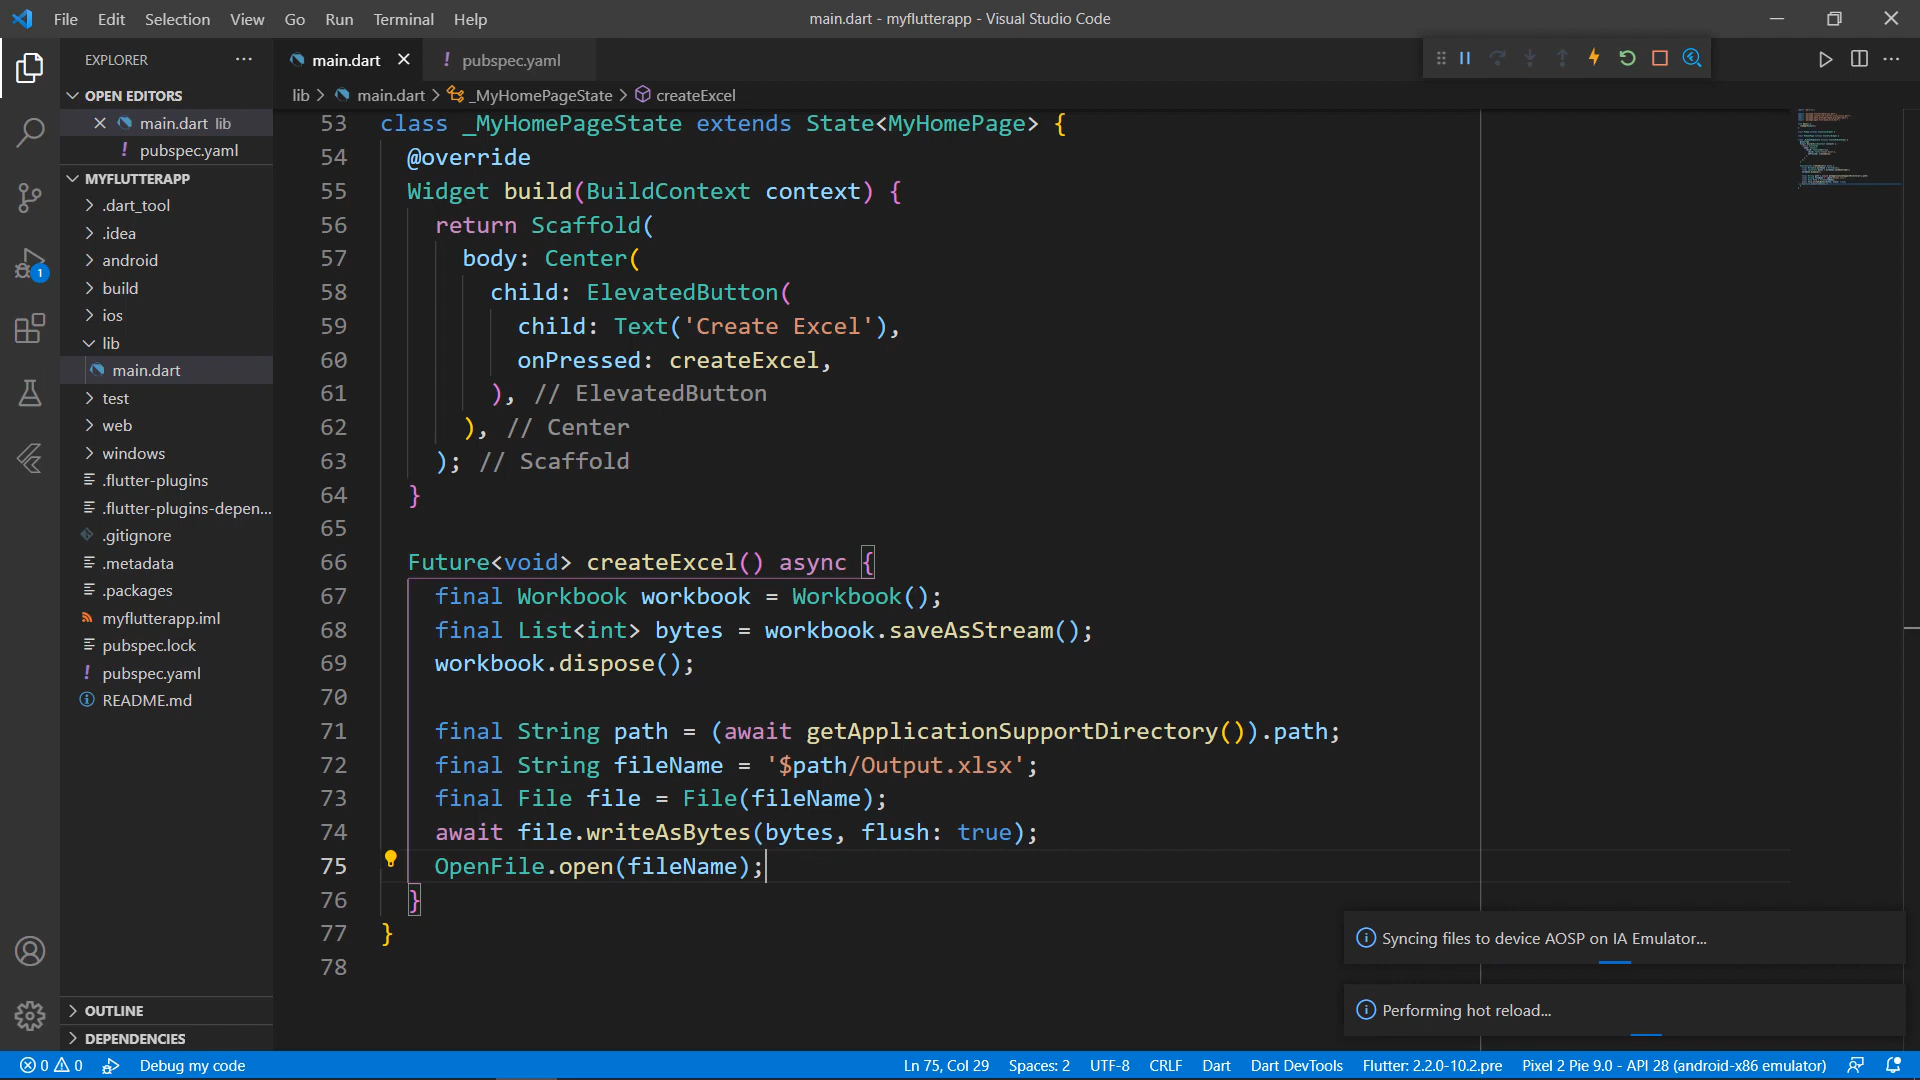 File Edit Selection View Go Run Terminal Help
main.dart - myflutterapp - Visual Studio Code
EXPLORER
main.dart
! pubspec.yaml
OPEN EDITORS
main.dart lib
! pubspec.yaml
MYFLUTTERAPP
.dart_tool
.idea
android
build
ios
lib
main.dart
test
web
windows
.flutter-plugins
.flutter-plugins-depen...
.gitignore
.metadata
.packages
myflutterapp.iml
pubspec.lock
! pubspec.yaml
README.md
OUTLINE
DEPENDENCIES
1
lib > main.dart > _MyHomePageState > createExcel
53 class _MyHomePageState extends State<MyHomePage> {
54 @override
55 Widget build(BuildContext context) {
56 return Scaffold(
57 body: Center(
58 child: ElevatedButton(
59 child: Text('Create Excel'),
60 onPressed: createExcel,
61 ), // ElevatedButton
62 ), // Center
63 ); // Scaffold
64 }
65
66 Future<void> createExcel() async {
67 final Workbook workbook = Workbook();
68 final List<int> bytes = workbook.saveAsStream();
69 workbook.dispose();
70
71 final String path = (await getApplicationSupportDirectory()).path;
72 final String fileName = '$path/Output.xlsx';
73 final File file = File(fileName);
74 await file.writeAsBytes(bytes, flush: true);
75 OpenFile.open(fileName);
76 }
77 }
78
Syncing files to device AOSP on IA Emulator...
Performing hot reload...
0 0 Debug my code
Ln 75, Col 29 Spaces: 2 UTF-8 CRLF Dart Dart DevTools Flutter: 2.2.0-10.2.pre Pixel 2 Pie 9.0 - API 28 (android-x86 emulator)